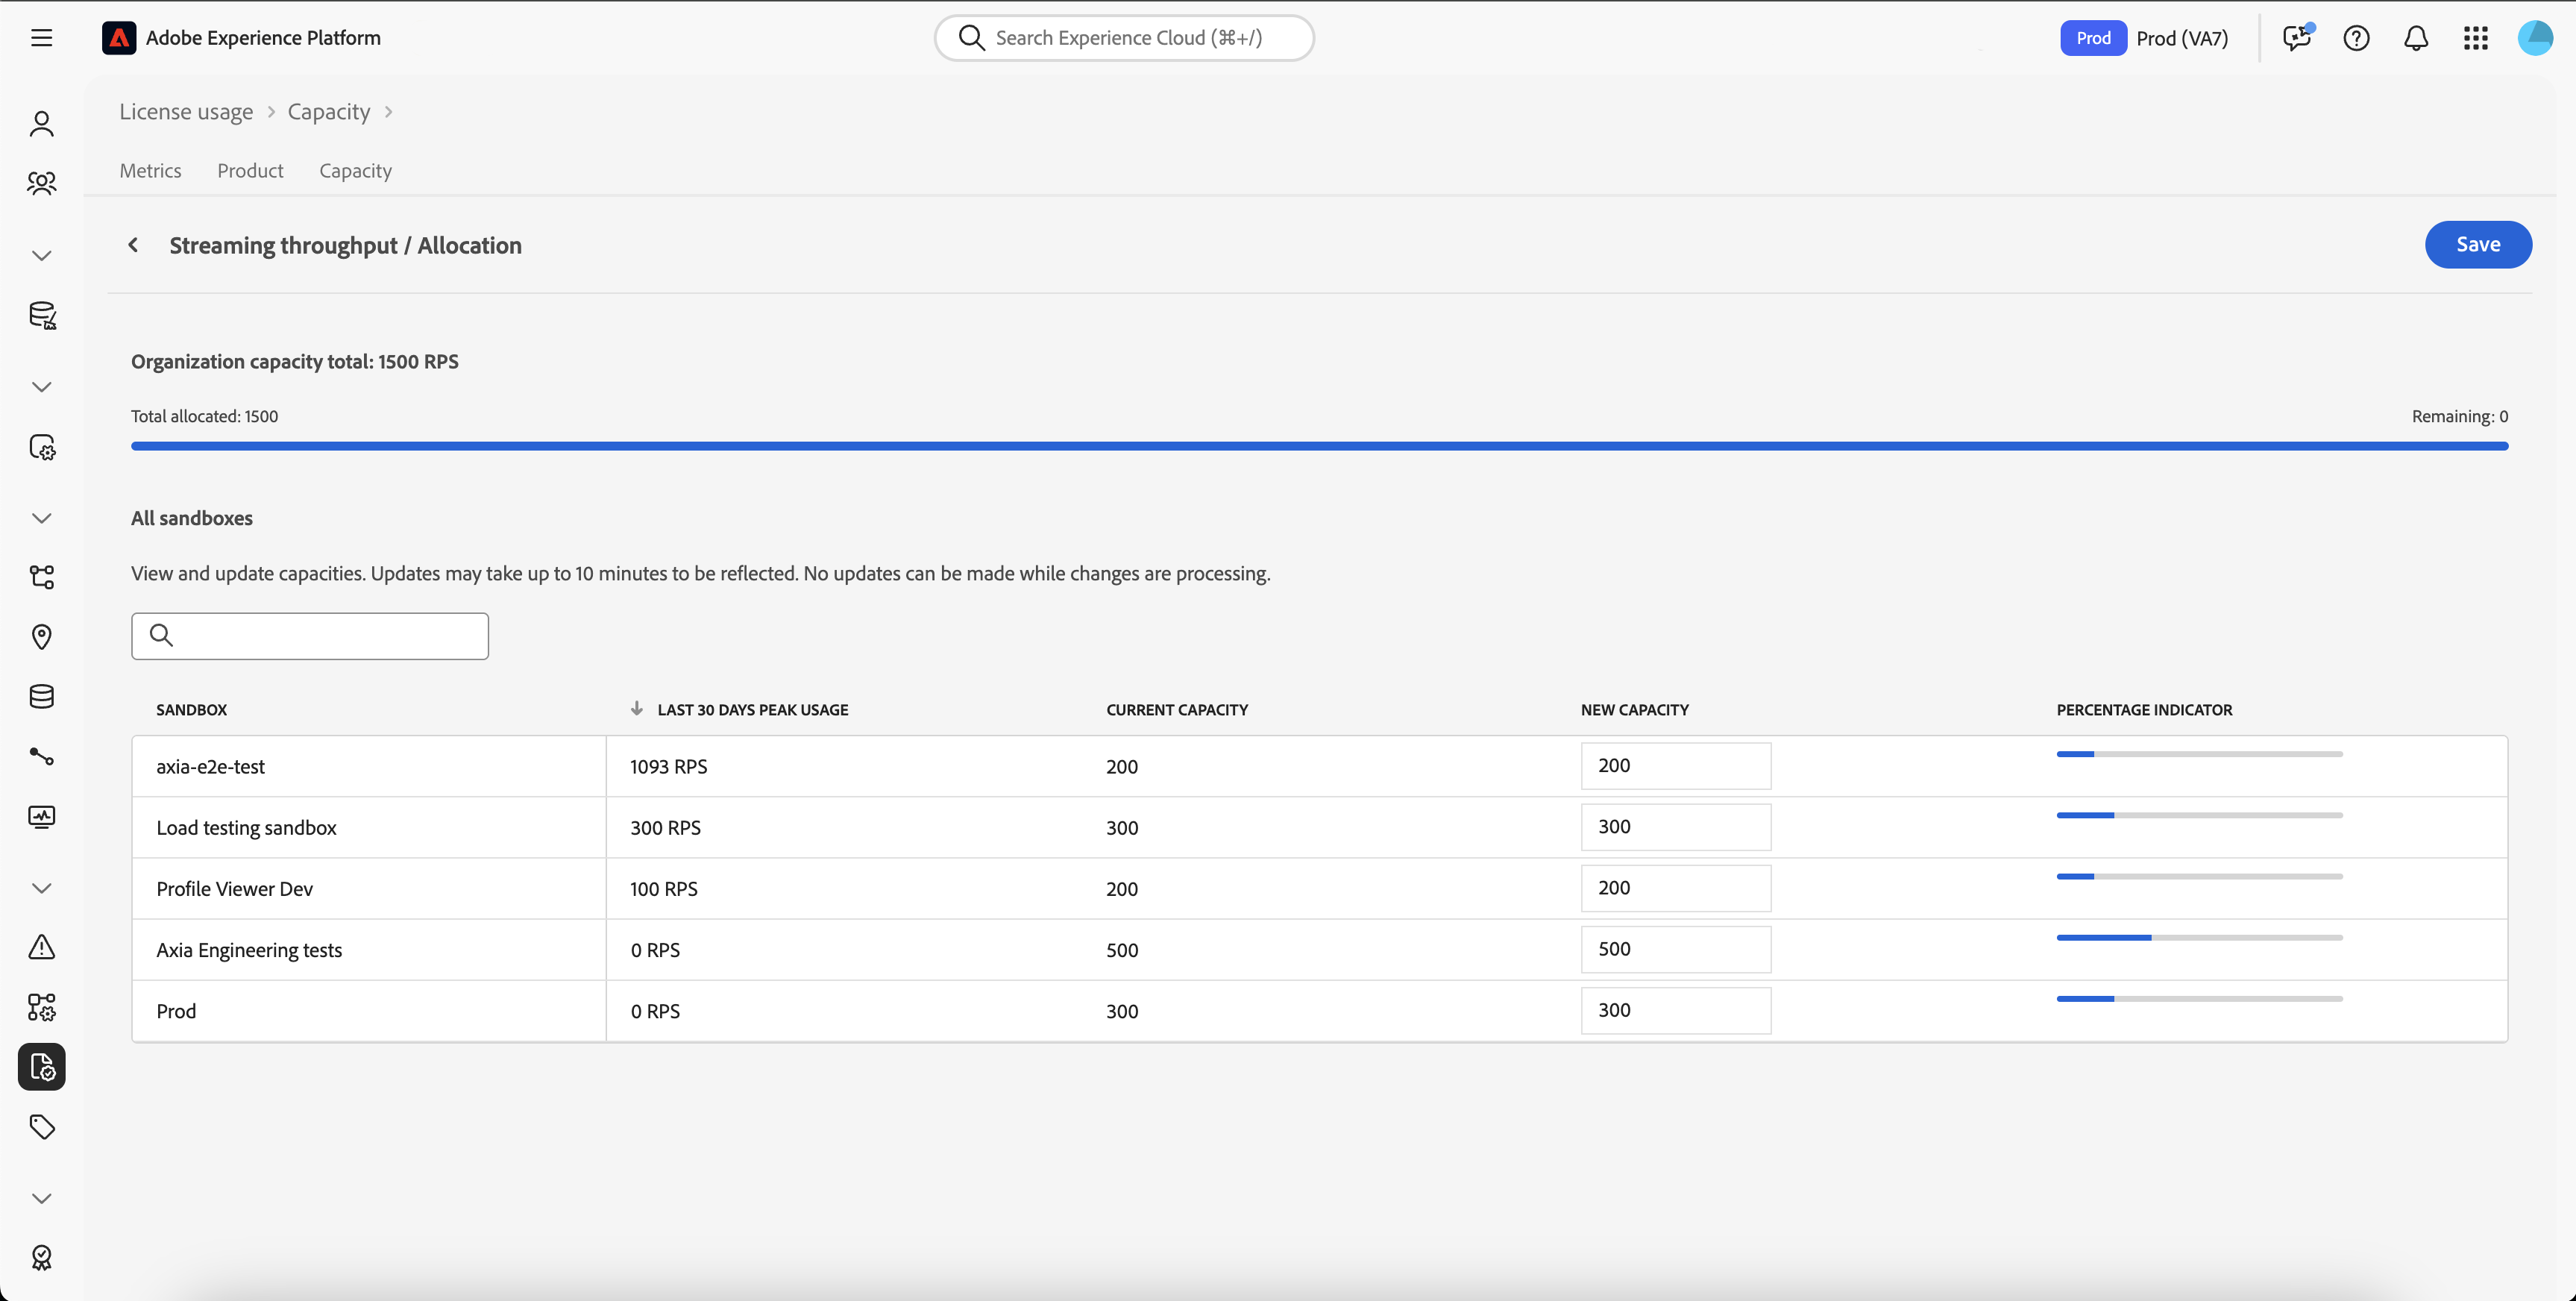 Adobe Experience Platform
Search Experience Cloud (⌘+/)
Prod
Prod (VA7)
License usage
Capacity
Metrics
Product
Capacity
Streaming throughput / Allocation
Save
Organization capacity total: 1500 RPS
Total allocated: 1500
Remaining: 0
All sandboxes
View and update capacities. Updates may take up to 10 minutes to be reflected. No updates can be made while changes are processing.
SANDBOX LAST 30 DAYS PEAK USAGE CURRENT CAPACITY NEW CAPACITY PERCENTAGE INDICATOR
axia-e2e-test 1093 RPS 200 200
Load testing sandbox 300 RPS 300 300
Profile Viewer Dev 100 RPS 200 200
Axia Engineering tests 0 RPS 500 500
Prod 0 RPS 300 300